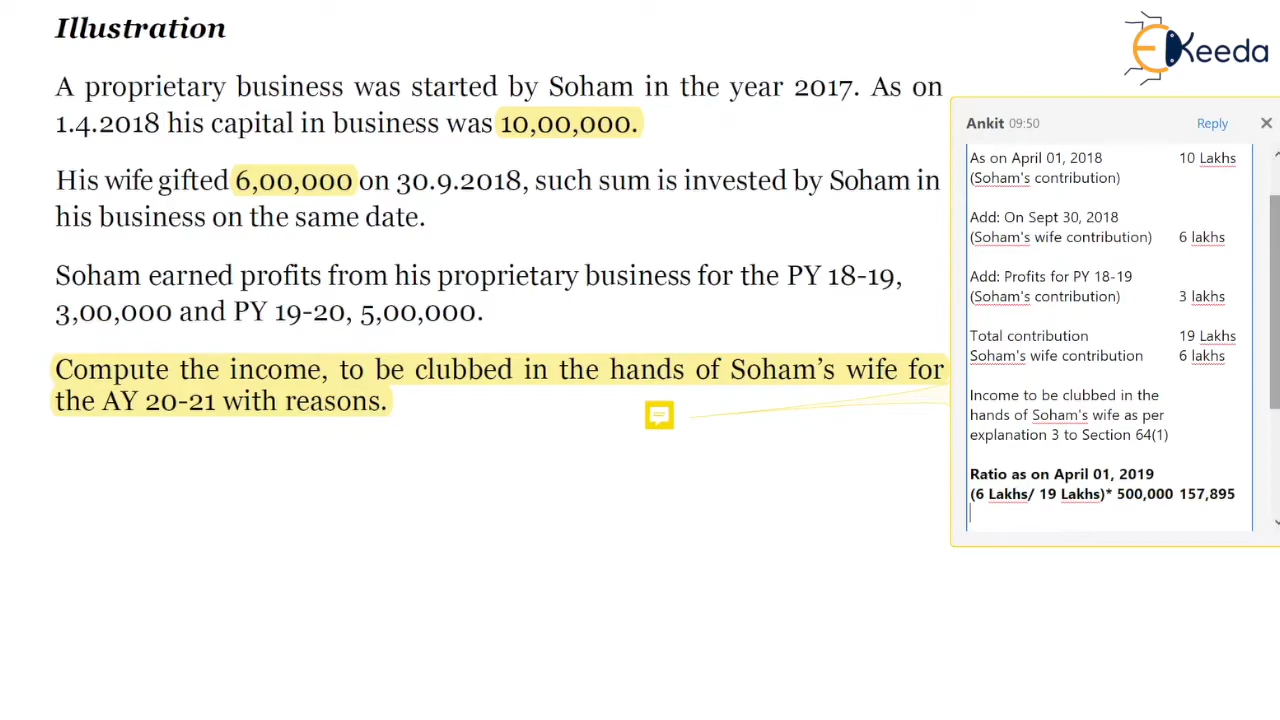 Illustration
EKeeda
A proprietary business was started by Soham in the year 2017. As on
1.4.2018 his capital in business was 10,00,000.
His wife gifted 6,00,000 on 30.9.2018, such sum is invested by Soham in
his business on the same date.
Soham earned profits from his proprietary business for the PY 18-19,
3,00,000 and PY 19-20, 5,00,000.
Compute the income, to be clubbed in the hands of Soham's wife for
the AY 20-21 with reasons.
Ankit 09:50 Reply
As on April 01, 2018 10 Lakhs
(Soham's contribution)
Add: On Sept 30, 2018
(Soham's wife contribution) 6 lakhs
Add: Profits for PY 18-19
(Soham's contribution) 3 lakhs
Total contribution 19 Lakhs
Soham's wife contribution 6 lakhs
Income to be clubbed in the
hands of Soham's wife as per
explanation 3 to Section 64(1)
Ratio as on April 01, 2019
(6 Lakhs/ 19 Lakhs)* 500,000 157,895